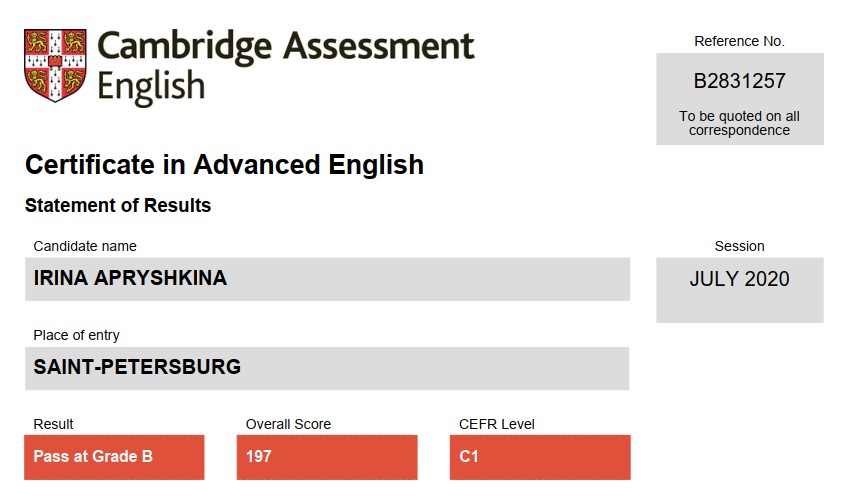 Cambridge Assessment
English
Reference No.
B2831257
To be quoted on all
correspondence
Certificate in Advanced English
Statement of Results
Candidate name
IRINA APRYSHKINA
Session
JULY 2020
Place of entry
SAINT-PETERSBURG
Result
Pass at Grade B
Overall Score
197
CEFR Level
C1